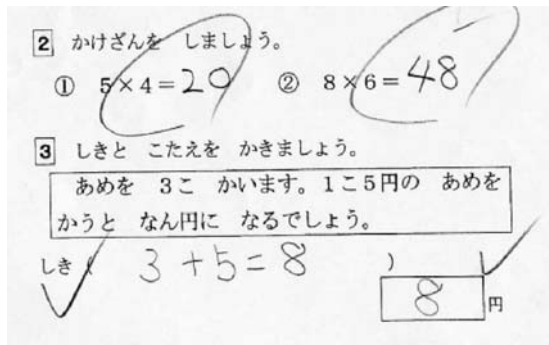 2 かけざんを しましょう。
① 5×4=20 ② 8×6=48
3 しきと こたえを かきましょう。
あめを 3こ かいます。1こ5円の あめを
かうと なん円に なるでしょう。
しき( 3+5=8 )
8 円